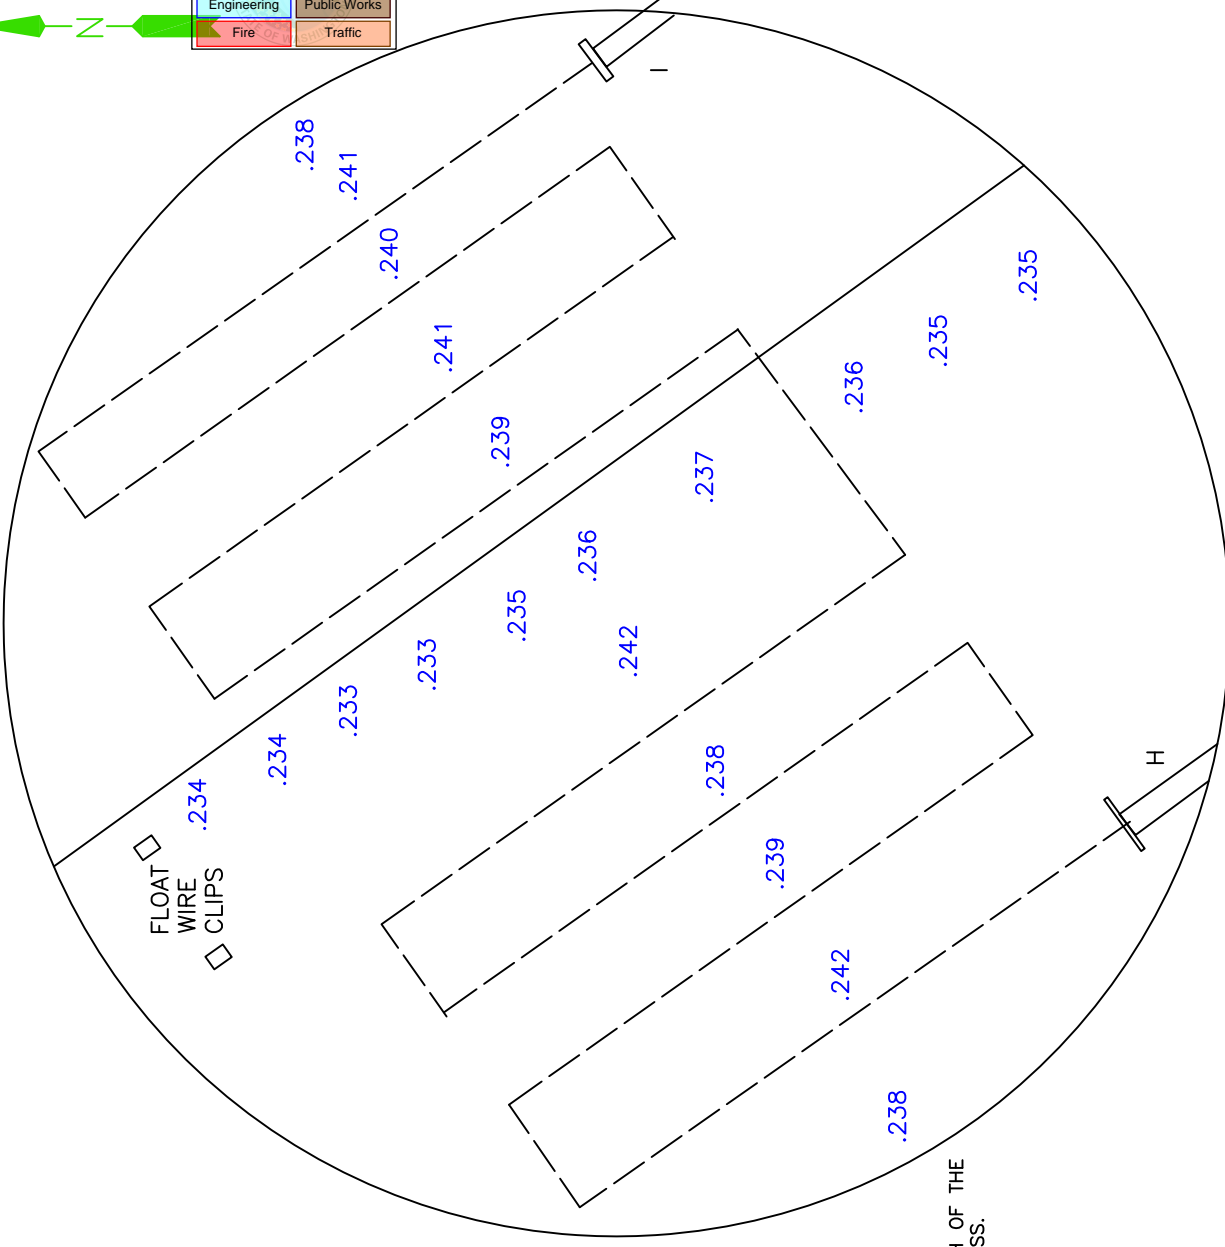 Engineering
Public Works
Fire
Traffic
N
I
.238
.241
.240
.241
.239
.235
.235
.236
.237
.236
.235
.242
.233
.233
.234
.234
FLOAT
WIRE
CLIPS
.238
.239
.242
.238
H
OF THE